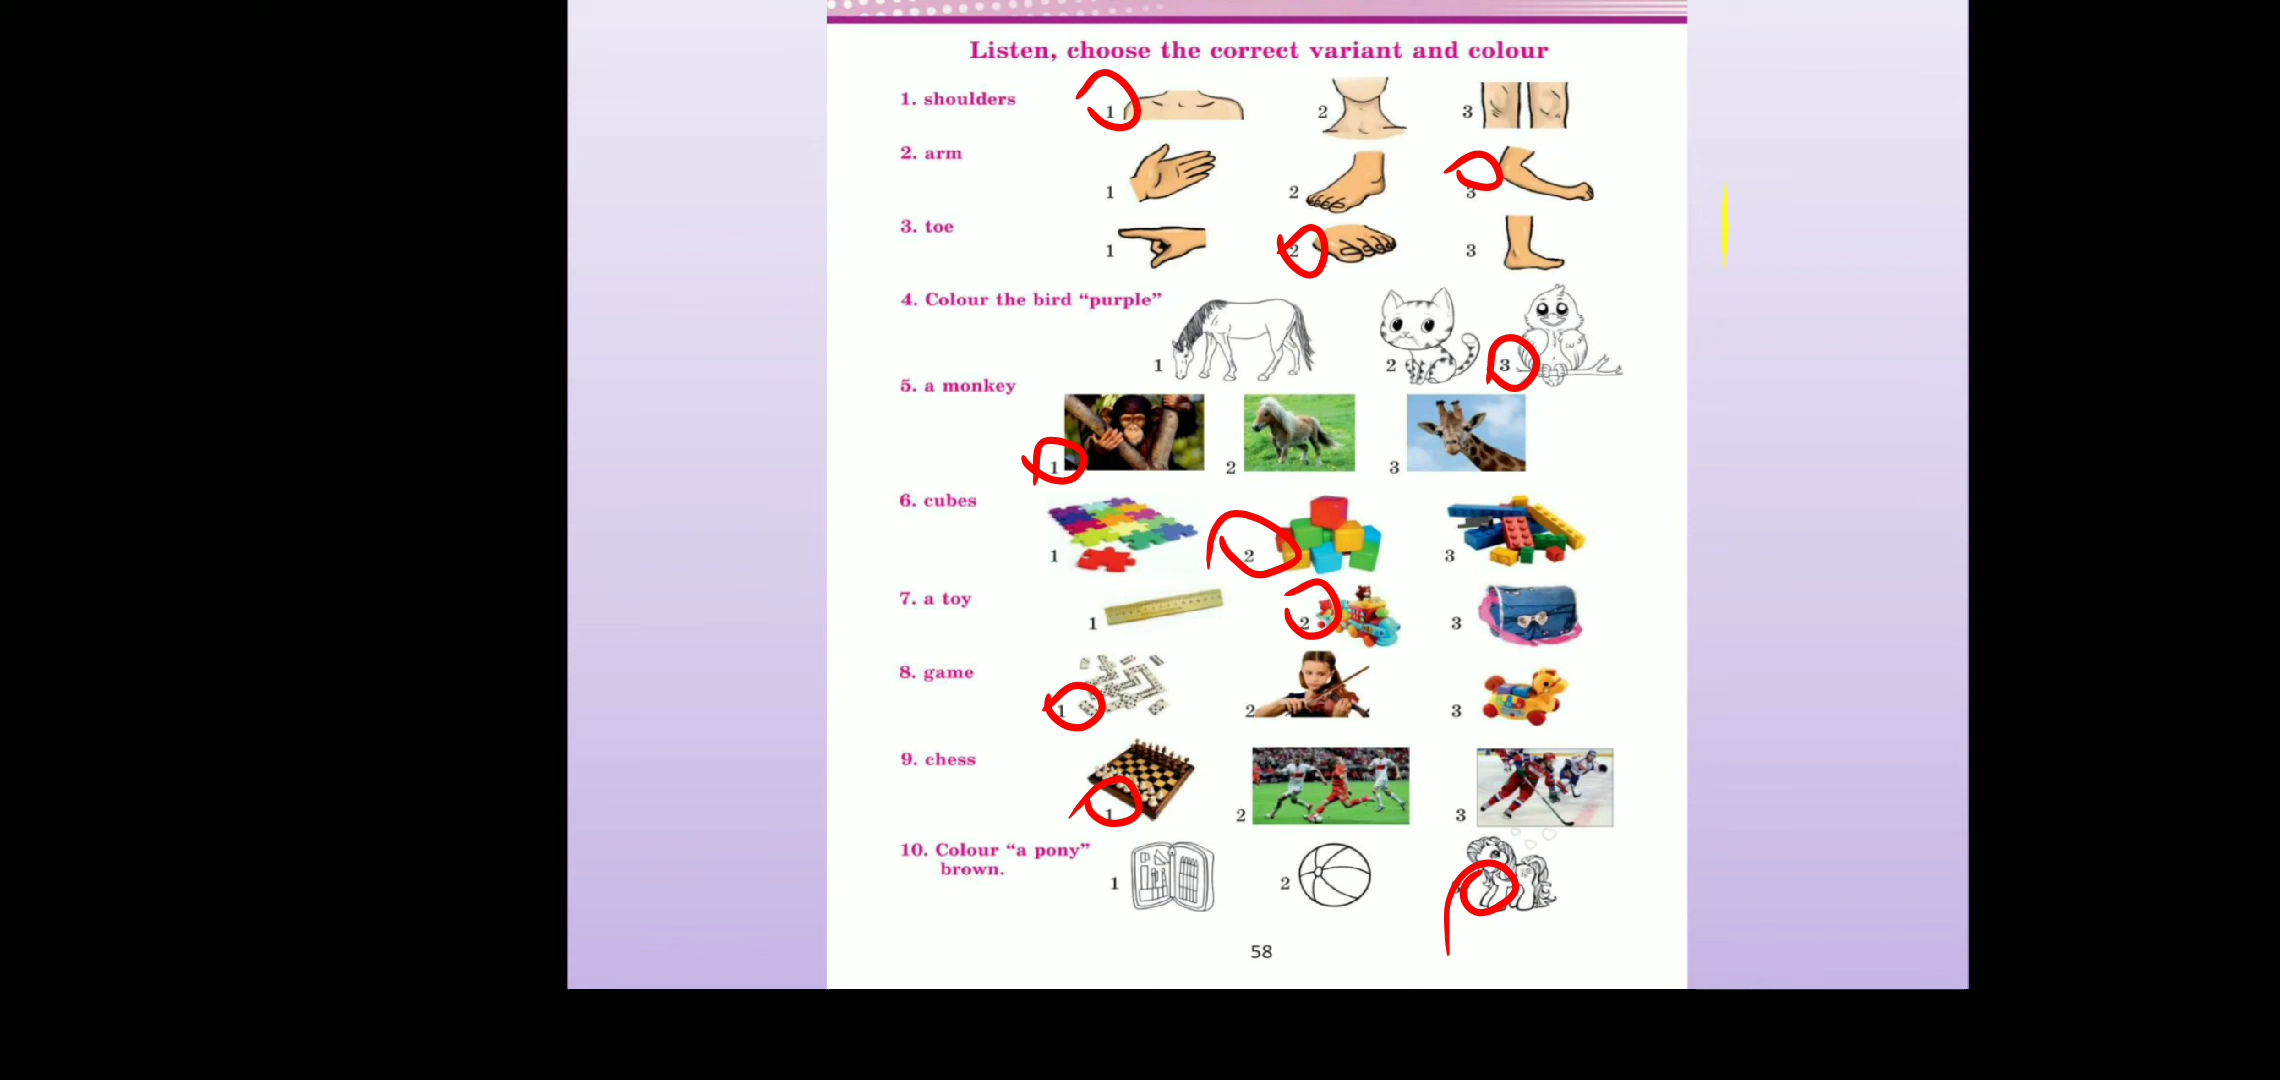 Listen, choose the correct variant and colour
1. shoulders
1 2 3
2. arm
1 2 3
3. toe
1 2 3
4. Colour the bird “purple”
1 2 3
5. a monkey
1 2 3
6. cubes
1 2 3
7. a toy
1 2 3
8. game
1 2 3
9. chess
1 2 3
10. Colour “a pony”
brown.
1 2
58